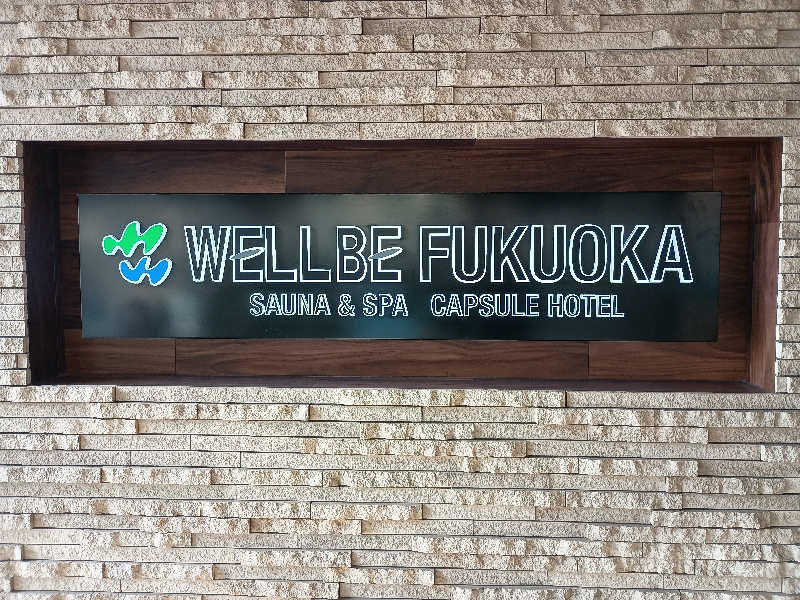 WELLBE FUKUOKA
SAUNA & SPA CAPSULE HOTEL